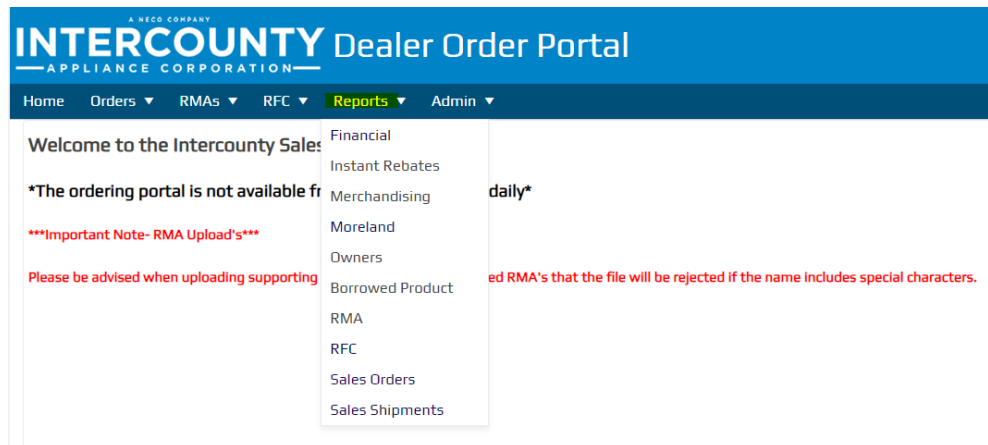 A NECO COMPANY
INTERCOUNTY
APPLIANCE CORPORATION
Dealer Order Portal
Home Orders ▼ RMAs ▼ RFC ▼ Reports ▼ Admin ▼
Welcome to the Intercounty Sales
*The ordering portal is not available fr daily*
***Important Note- RMA Upload's***
Please be advised when uploading supporting ed RMA's that the file will be rejected if the name includes special characters.
Financial
Instant Rebates
Merchandising
Moreland
Owners
Borrowed Product
RMA
RFC
Sales Orders
Sales Shipments